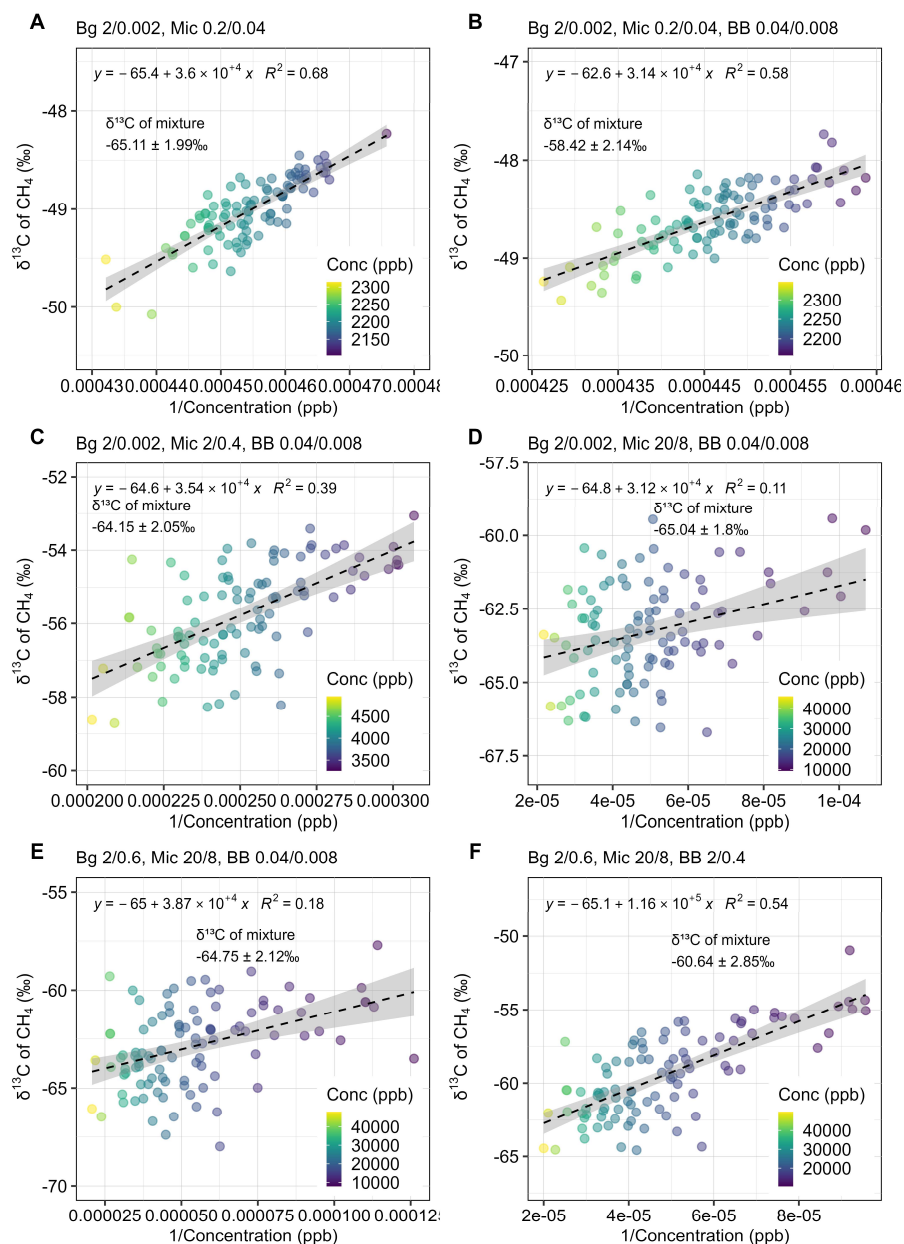 A
Bg 2/0.002, Mic 0.2/0.04
y = −65.4 + 3.6 × 10⁺⁴ x   R² = 0.68
δ¹³C of mixture
-65.11 ± 1.99‰
-48
-49
-50
δ¹³C of CH₄ (‰)
Conc (ppb)
2300
2250
2200
2150
0.000430
0.000440
0.000450
0.000460
0.000470
0.00048
1/Concentration (ppb)
B
Bg 2/0.002, Mic 0.2/0.04, BB 0.04/0.008
y = −62.6 + 3.14 × 10⁺⁴ x   R² = 0.58
δ¹³C of mixture
-58.42 ± 2.14‰
-47
-48
-49
-50
δ¹³C of CH₄ (‰)
Conc (ppb)
2300
2250
2200
0.000425
0.000435
0.000445
0.000455
0.00046
1/Concentration (ppb)
C
Bg 2/0.002, Mic 2/0.4, BB 0.04/0.008
y = −64.6 + 3.54 × 10⁺⁴ x   R² = 0.39
δ¹³C of mixture
-64.15 ± 2.05‰
-52
-54
-56
-58
-60
δ¹³C of CH₄ (‰)
Conc (ppb)
4500
4000
3500
0.000200
0.000225
0.000250
0.000275
0.000300
1/Concentration (ppb)
D
Bg 2/0.002, Mic 20/8, BB 0.04/0.008
y = −64.8 + 3.12 × 10⁺⁴ x   R² = 0.11
δ¹³C of mixture
-65.04 ± 1.8‰
-57.5
-60.0
-62.5
-65.0
-67.5
δ¹³C of CH₄ (‰)
Conc (ppb)
40000
30000
20000
10000
2e-05
4e-05
6e-05
8e-05
1e-04
1/Concentration (ppb)
E
Bg 2/0.6, Mic 20/8, BB 0.04/0.008
y = −65 + 3.87 × 10⁺⁴ x   R² = 0.18
δ¹³C of mixture
-64.75 ± 2.12‰
-55
-60
-65
-70
δ¹³C of CH₄ (‰)
Conc (ppb)
40000
30000
20000
10000
0.000025
0.000050
0.000075
0.000100
0.00012
1/Concentration (ppb)
F
Bg 2/0.6, Mic 20/8, BB 2/0.4
y = −65.1 + 1.16 × 10⁺⁵ x   R² = 0.54
δ¹³C of mixture
-60.64 ± 2.85‰
-50
-55
-60
-65
δ¹³C of CH₄ (‰)
Conc (ppb)
40000
30000
20000
2e-05
4e-05
6e-05
8e-05
1/Concentration (ppb)